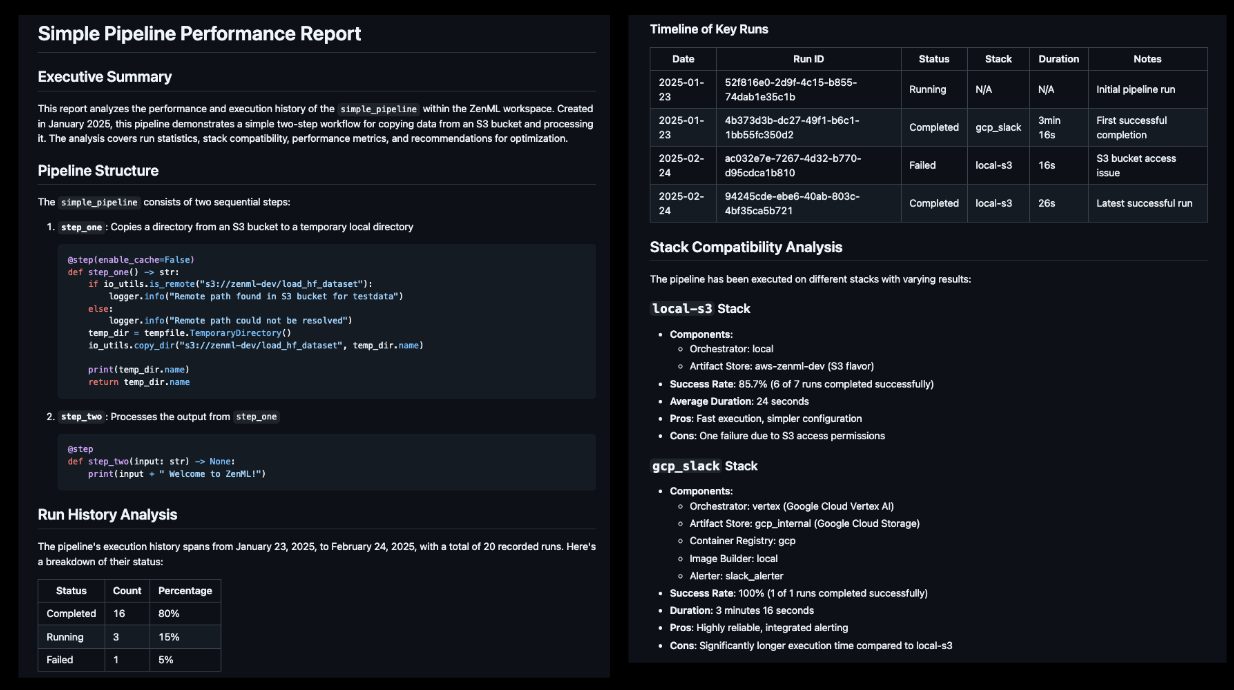 Simple Pipeline Performance Report
Executive Summary
This report analyzes the performance and execution history of the simple_pipeline within the ZenML workspace. Created
in January 2025, this pipeline demonstrates a simple two-step workflow for copying data from an S3 bucket and processing
it. The analysis covers run statistics, stack compatibility, performance metrics, and recommendations for optimization.
Pipeline Structure
The simple_pipeline consists of two sequential steps:
1. step_one : Copies a directory from an S3 bucket to a temporary local directory
@step(enable_cache=False)
def step_one() -> str:
    if io_utils.is_remote("s3://zenml-dev/load_hf_dataset"):
        logger.info("Remote path found in S3 bucket for testdata")
    else:
        logger.info("Remote path could not be resolved")
    temp_dir = tempfile.TemporaryDirectory()
    io_utils.copy_dir("s3://zenml-dev/load_hf_dataset", temp_dir.name)
    print(temp_dir.name)
    return temp_dir.name
2. step_two : Processes the output from step_one
@step
def step_two(input: str) -> None:
    print(input + " Welcome to ZenML!")
Run History Analysis
The pipeline's execution history spans from January 23, 2025, to February 24, 2025, with a total of 20 recorded runs. Here's
a breakdown of their status:
Status Count Percentage
Completed 16 80%
Running 3 15%
Failed 1 5%
Timeline of Key Runs
Date Run ID Status Stack Duration Notes
2025-01-23 52f816e0-2d9f-4c15-b855-74dab1e35c1b Running N/A N/A Initial pipeline run
2025-01-23 4b373d3b-dc27-49f1-b6c1-1bb55fc350d2 Completed gcp_slack 3min 16s First successful completion
2025-02-24 ac032e7e-7267-4d32-b770-d95cdca1b810 Failed local-s3 16s S3 bucket access issue
2025-02-24 94245cde-ebe6-40ab-803c-4bf35ca5b721 Completed local-s3 26s Latest successful run
Stack Compatibility Analysis
The pipeline has been executed on different stacks with varying results:
local-s3 Stack
• Components:
◦ Orchestrator: local
◦ Artifact Store: aws-zenml-dev (S3 flavor)
• Success Rate: 85.7% (6 of 7 runs completed successfully)
• Average Duration: 24 seconds
• Pros: Fast execution, simpler configuration
• Cons: One failure due to S3 access permissions
gcp_slack Stack
• Components:
◦ Orchestrator: vertex (Google Cloud Vertex AI)
◦ Artifact Store: gcp_internal (Google Cloud Storage)
◦ Container Registry: gcp
◦ Image Builder: local
◦ Alerter: slack_alerter
• Success Rate: 100% (1 of 1 runs completed successfully)
• Duration: 3 minutes 16 seconds
• Pros: Highly reliable, integrated alerting
• Cons: Significantly longer execution time compared to local-s3